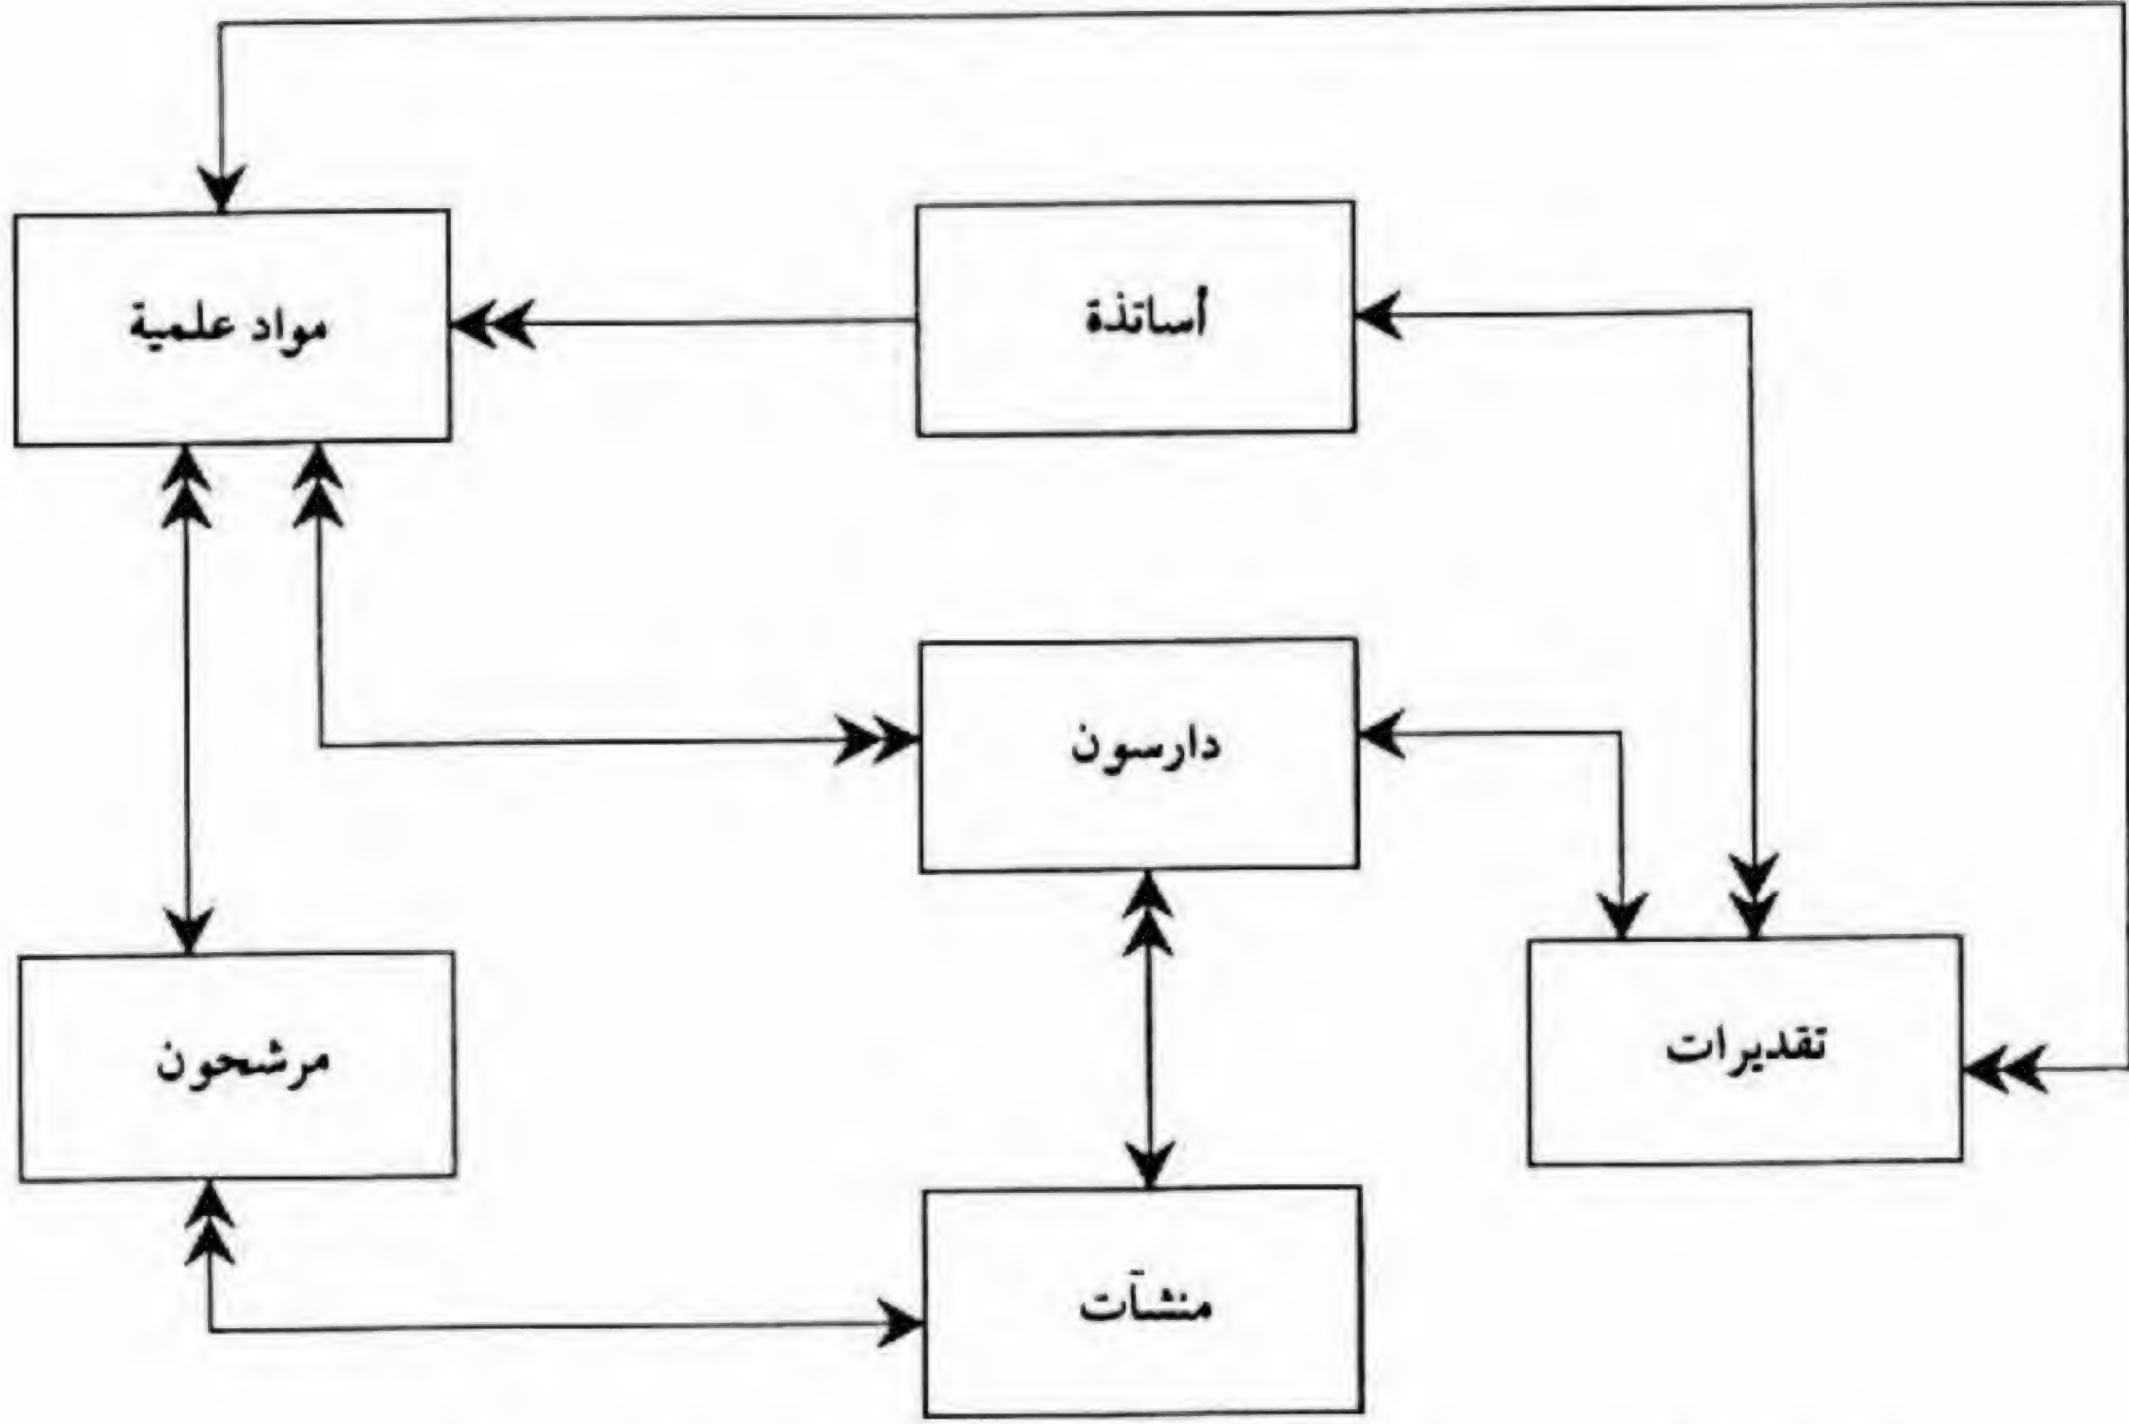 أساتذة
مواد علمية
دارسون
تقديرات
مرشحون
منشآت